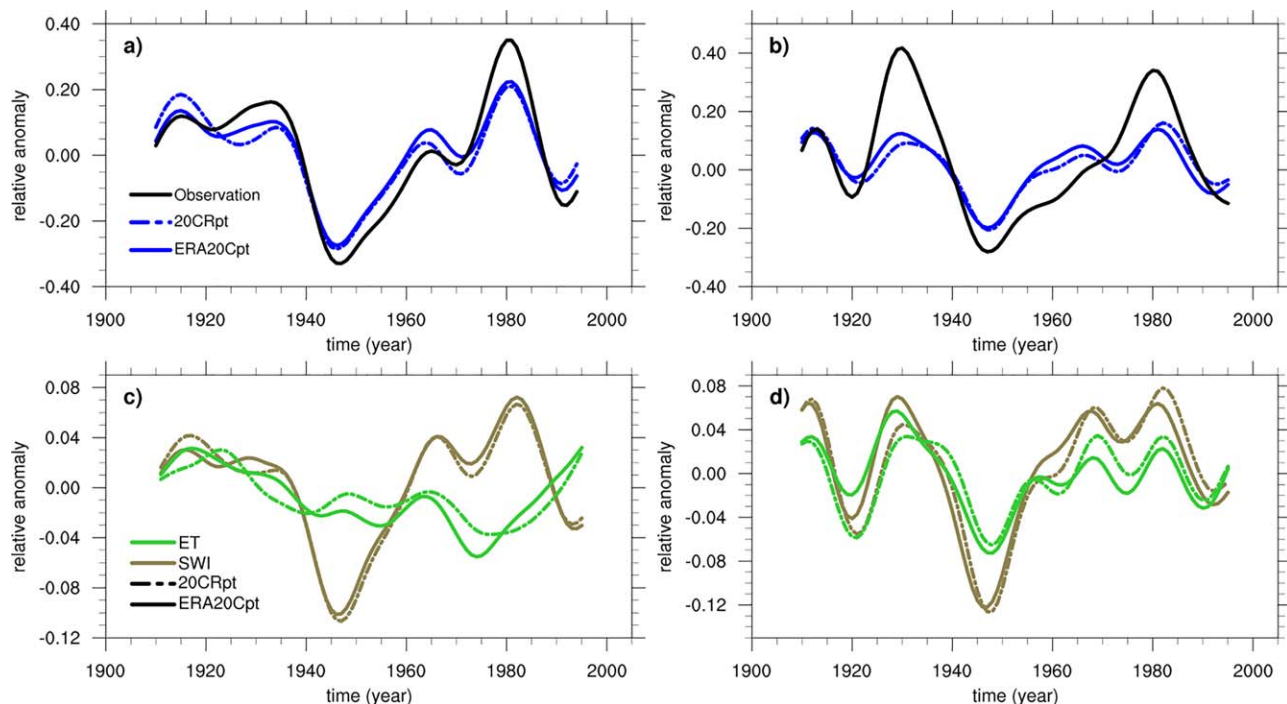 a)
0.40
0.20
0.00
-0.20
-0.40
relative anomaly
Observation
20CRpt
ERA20Cpt
1900 1920 1940 1960 1980 2000
time (year)
b)
0.40
0.20
0.00
-0.20
-0.40
relative anomaly
1900 1920 1940 1960 1980 2000
time (year)
c)
0.08
0.04
0.00
-0.04
-0.08
-0.12
relative anomaly
ET
SWI
20CRpt
ERA20Cpt
1900 1920 1940 1960 1980 2000
time (year)
d)
0.08
0.04
0.00
-0.04
-0.08
-0.12
relative anomaly
1900 1920 1940 1960 1980 2000
time (year)